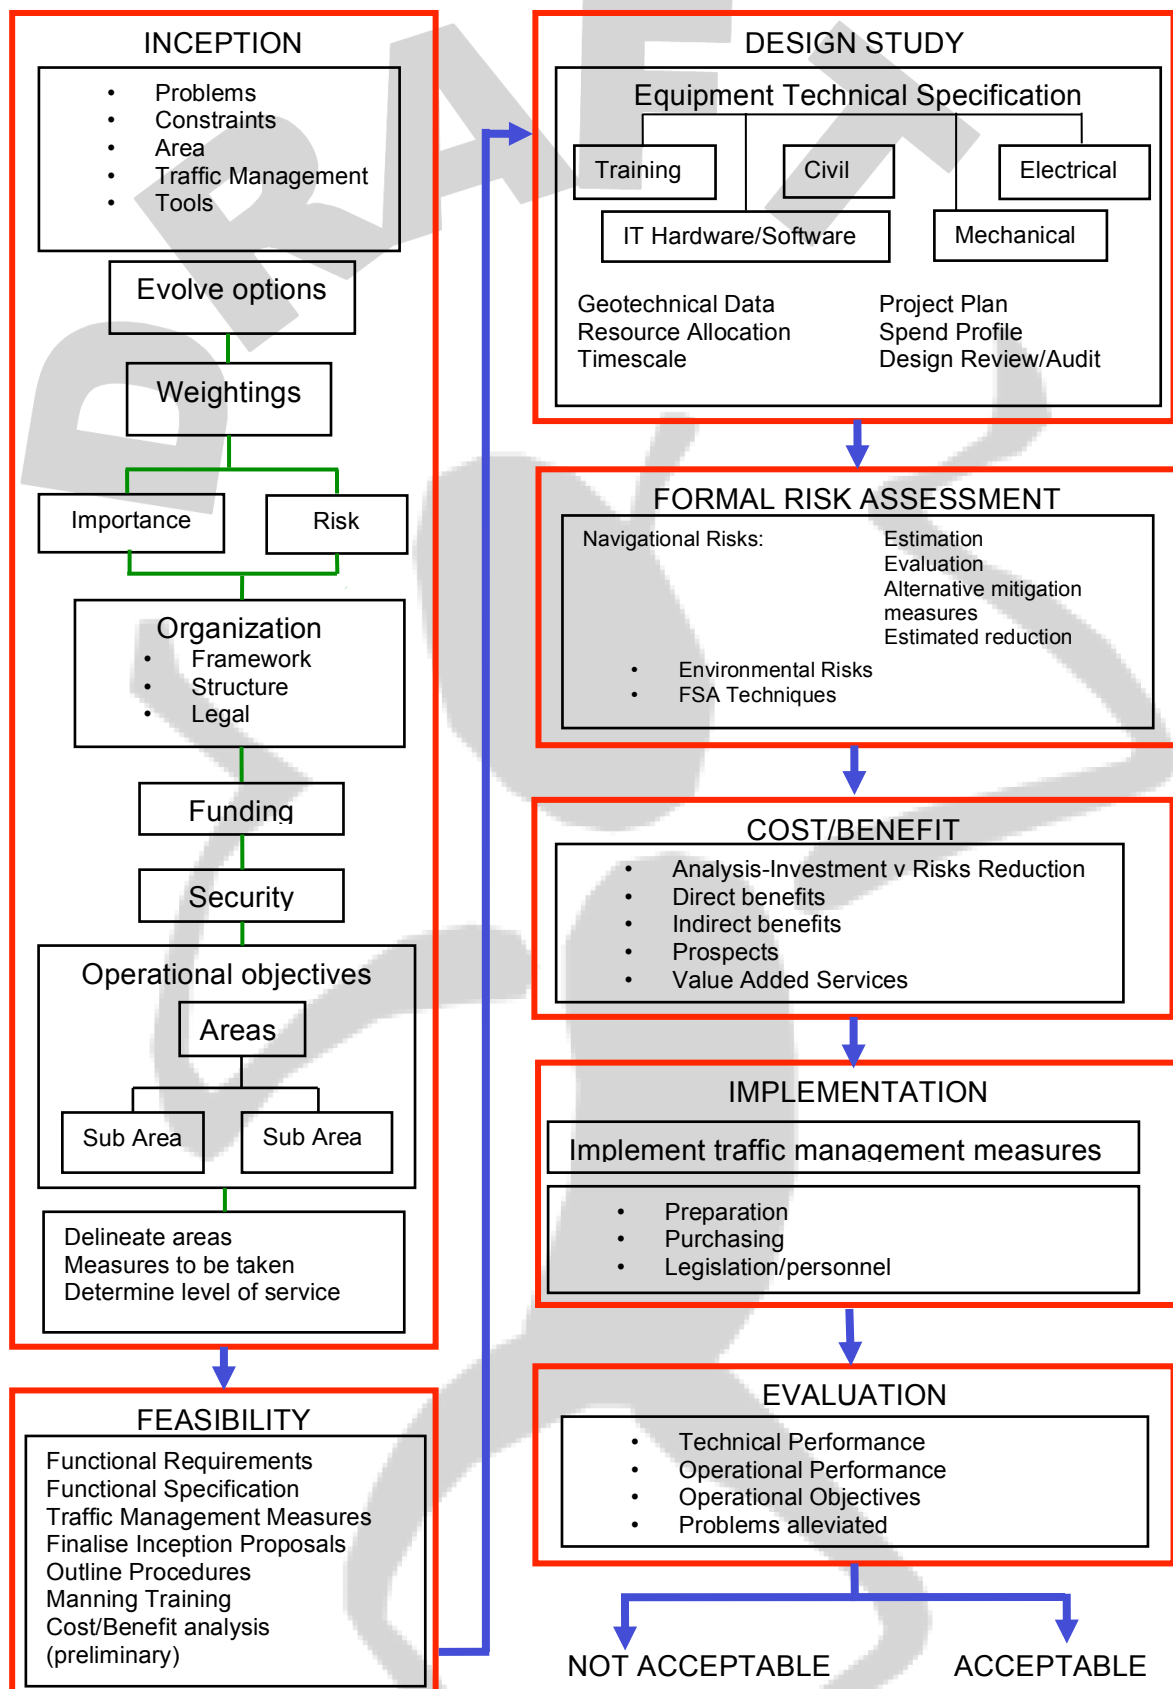 INCEPTION
• Problems
• Constraints
• Area
• Traffic Management
• Tools
Evolve options
Weightings
Importance
Risk
Organization
• Framework
• Structure
• Legal
Funding
Security
Operational objectives
Areas
Sub Area
Sub Area
Delineate areas
Measures to be taken
Determine level of service
FEASIBILITY
Functional Requirements
Functional Specification
Traffic Management Measures
Finalise Inception Proposals
Outline Procedures
Manning Training
Cost/Benefit analysis
(preliminary)
DESIGN STUDY
Equipment Technical Specification
Training
Civil
Electrical
IT Hardware/Software
Mechanical
Geotechnical Data
Resource Allocation
Timescale
Project Plan
Spend Profile
Design Review/Audit
FORMAL RISK ASSESSMENT
Navigational Risks:
Estimation
Evaluation
Alternative mitigation
measures
Estimated reduction
• Environmental Risks
• FSA Techniques
COST/BENEFIT
• Analysis-Investment v Risks Reduction
• Direct benefits
• Indirect benefits
• Prospects
• Value Added Services
IMPLEMENTATION
Implement traffic management measures
• Preparation
• Purchasing
• Legislation/personnel
EVALUATION
• Technical Performance
• Operational Performance
• Operational Objectives
• Problems alleviated
NOT ACCEPTABLE
ACCEPTABLE
DRAFT